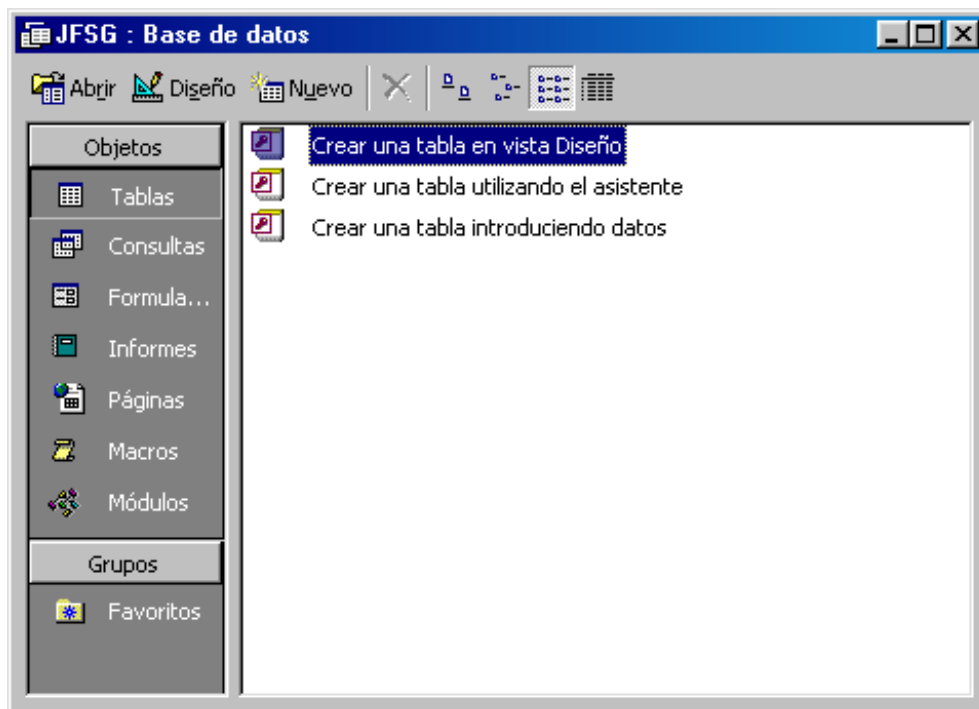 JFSG : Base de datos
Abrir Diseño Nuevo
Objetos
Tablas
Consultas
Formula...
Informes
Páginas
Macros
Módulos
Grupos
Favoritos
Crear una tabla en vista Diseño
Crear una tabla utilizando el asistente
Crear una tabla introduciendo datos